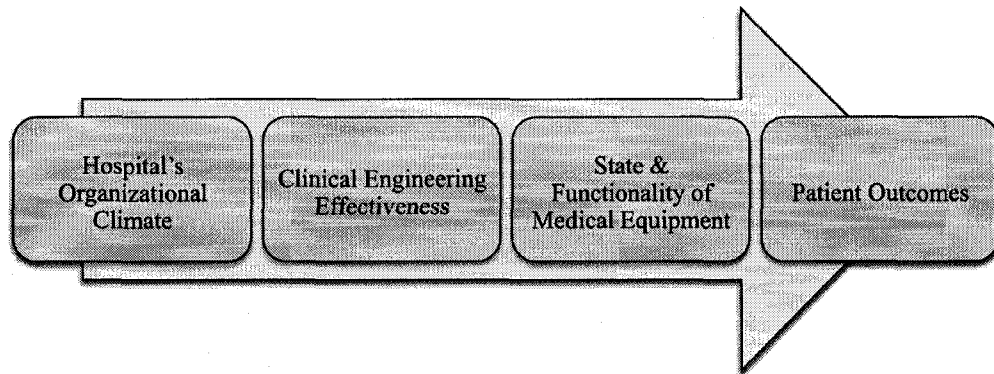 Hospital's
Organizational
Climate
Clinical Engineering
Effectiveness
State &
Functionality of
Medical Equipment
Patient Outcomes